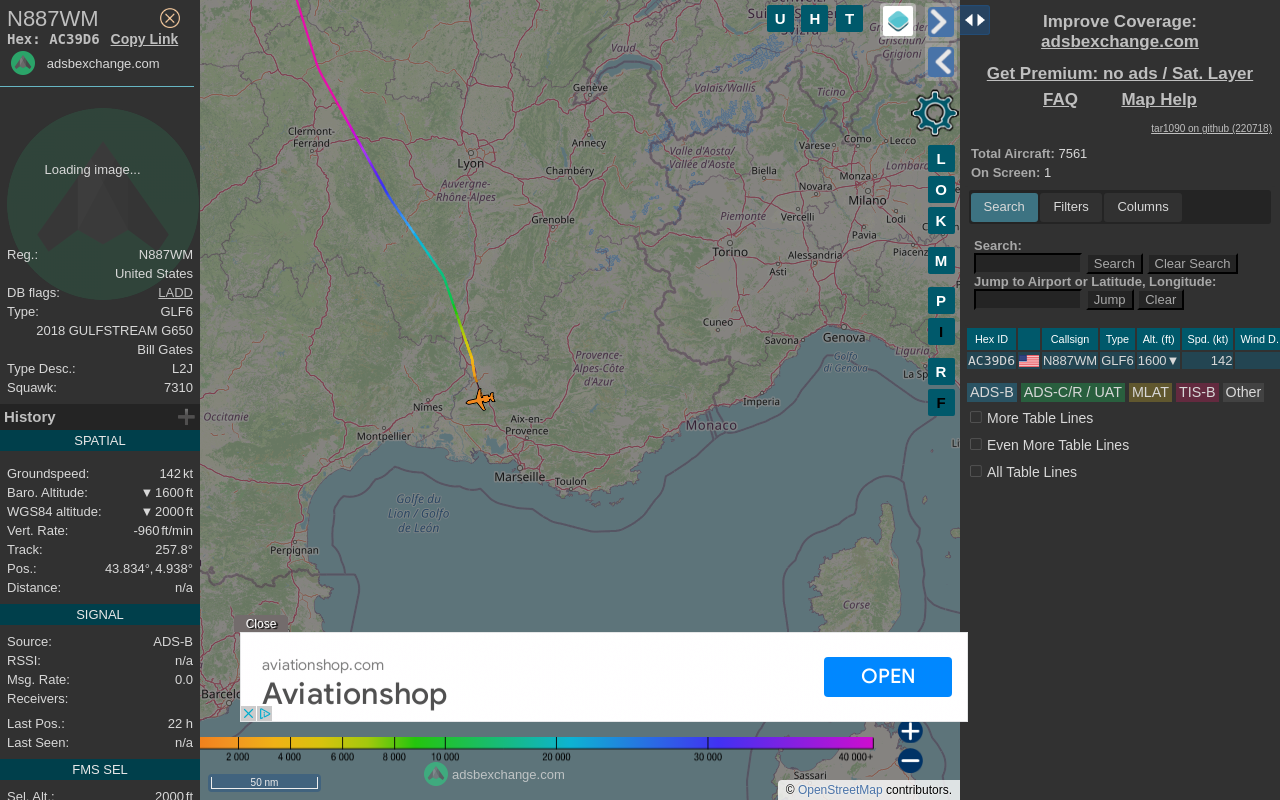 N887WM
Hex: AC39D6 Copy Link
adsbexchange.com
Loading image...
Reg.: N887WM
United States
DB flags: LADD
Type: GLF6
2018 GULFSTREAM G650
Bill Gates
Type Desc.: L2J
Squawk: 7310
History
SPATIAL
Groundspeed: 142 kt
Baro. Altitude: ▼ 1600 ft
WGS84 altitude: ▼ 2000 ft
Vert. Rate: -960 ft/min
Track: 257.8°
Pos.: 43.834°, 4.938°
Distance: n/a
SIGNAL
Source: ADS-B
RSSI: n/a
Msg. Rate: 0.0
Receivers:
Last Pos.: 22 h
Last Seen: n/a
FMS SEL
Sel. Alt.: 2000 ft
U H T
L
O
K
M
P
I
R
F
Vaud
Genève
Valais/Wallis
Ticino
Grischun/
Grigioni
Clermont-
Ferrand
Lyon
Annecy
Chambéry
Valle d'Aosta/
Vallée d'Aoste
Varese
Como
Lecco
Biella
Monza
Novara
Milano
Auvergne-
Rhône-Alpes
Grenoble
Piemonte
Vercelli
Lodi
Pavia
Torino
Alessandria
Asti
Cuneo
Savona
Genova
Golfo
di Genova
Liguria
Imperia
Monaco
Provence-
Alpes-Côte
d'Azur
Occitanie
Nîmes
Aix-en-
Provence
Montpellier
Marseille
Toulon
Golfe du
Lion / Golfo
de León
Perpignan
Corse
Sassari
Close
aviationshop.com
Aviationshop
OPEN
2 000 4 000 6 000 8 000 10 000 20 000 30 000 40 000+
adsbexchange.com
50 nm
© OpenStreetMap contributors.
Improve Coverage:
adsbexchange.com
Get Premium: no ads / Sat. Layer
FAQ Map Help
tar1090 on github (220718)
Total Aircraft: 7561
On Screen: 1
Search Filters Columns
Search:
Search Clear Search
Jump to Airport or Latitude, Longitude:
Jump Clear
Hex ID Callsign Type Alt. (ft) Spd. (kt) Wind D.
AC39D6 N887WM GLF6 1600▼ 142
ADS-B ADS-C/R / UAT MLAT TIS-B Other
More Table Lines
Even More Table Lines
All Table Lines